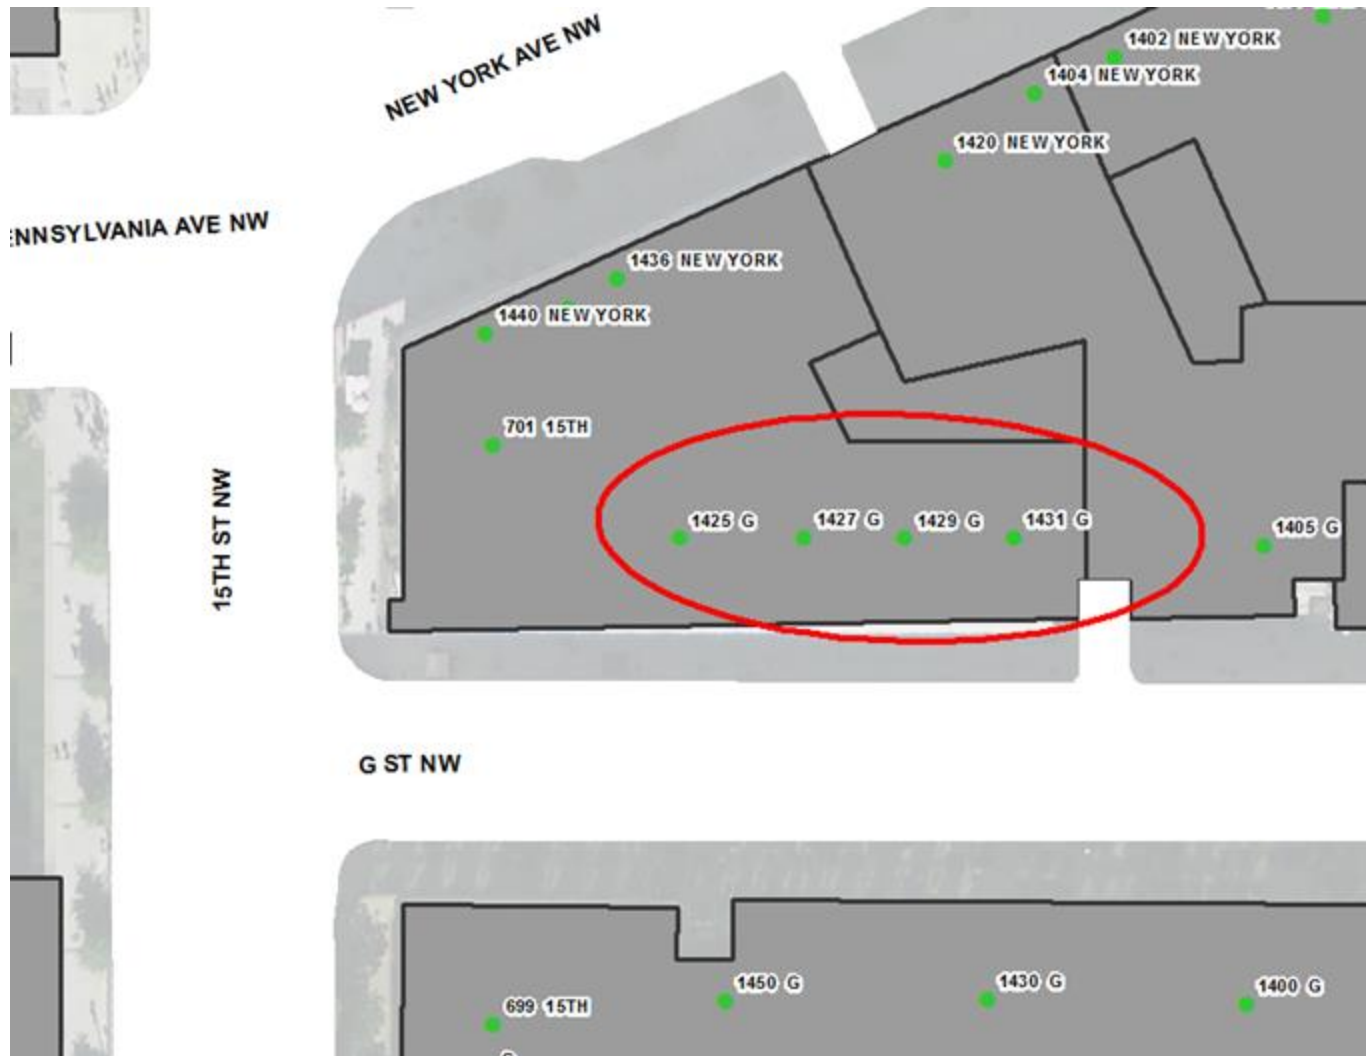 NEW YORK AVE NW
1402 NEW YORK
1404 NEW YORK
1420 NEW YORK
ENNSYLVANIA AVE NW
1436 NEW YORK
1440 NEW YORK
701 15TH
15TH ST NW
1425 G
1427 G
1429 G
1431 G
1405 G
G ST NW
1450 G
1430 G
1400 G
699 15TH